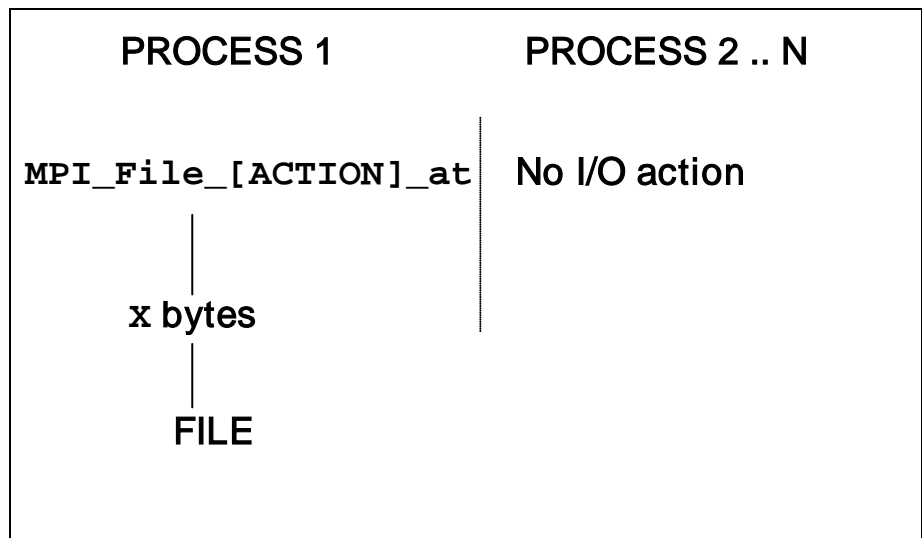 PROCESS 1 PROCESS 2 .. N
MPI_File_[ACTION]_at No I/O action
x bytes
FILE